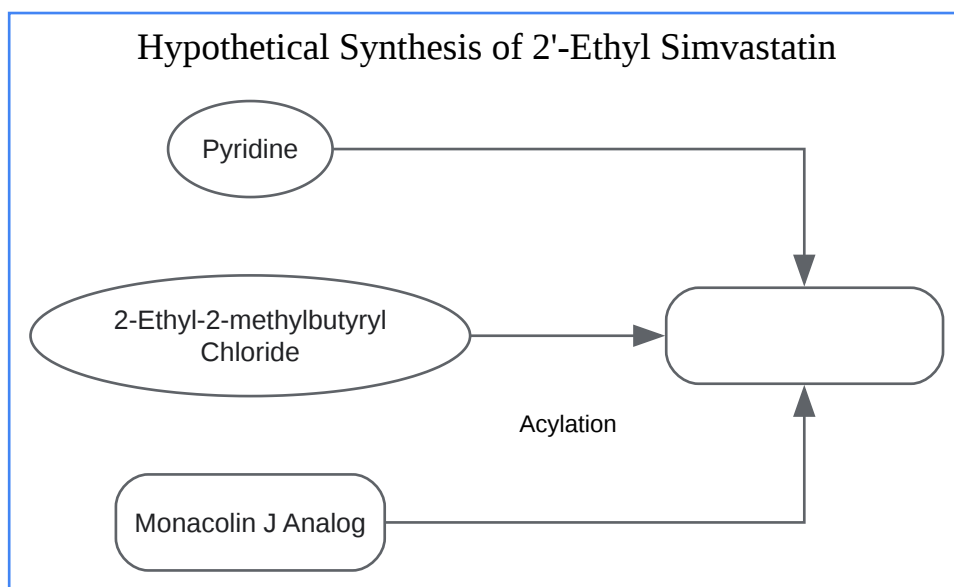 Hypothetical Synthesis of 2'-Ethyl Simvastatin
Pyridine
2-Ethyl-2-methylbutyryl
Chloride
Acylation
Monacolin J Analog